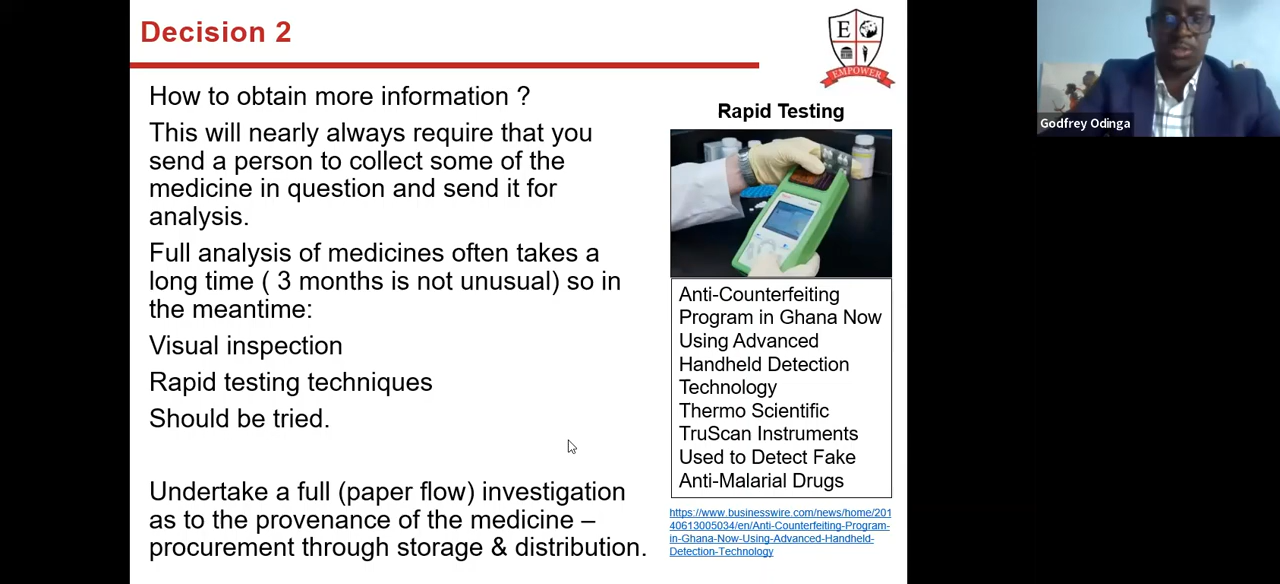 Decision 2
E
EMPOWER
How to obtain more information ?
This will nearly always require that you
send a person to collect some of the
medicine in question and send it for
analysis.
Full analysis of medicines often takes a
long time ( 3 months is not unusual) so in
the meantime:
Visual inspection
Rapid testing techniques
Should be tried.
Undertake a full (paper flow) investigation
as to the provenance of the medicine –
procurement through storage & distribution.
Rapid Testing
Anti-Counterfeiting
Program in Ghana Now
Using Advanced
Handheld Detection
Technology
Thermo Scientific
TruScan Instruments
Used to Detect Fake
Anti-Malarial Drugs
https://www.businesswire.com/news/home/201
40613005034/en/Anti-Counterfeiting-Program-
in-Ghana-Now-Using-Advanced-Handheld-
Detection-Technology
Godfrey Odinga